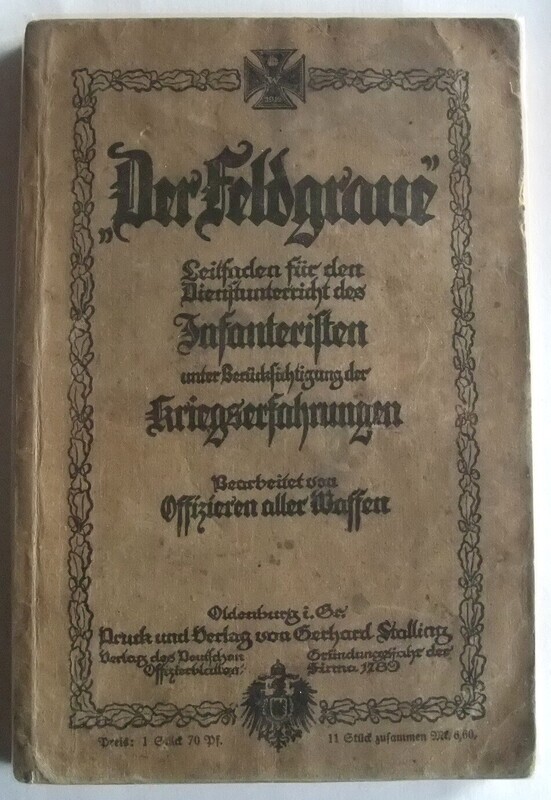 1914
„Der Feldgraue“
Leitfaden für den
Dienstunterricht des
Infanteristen
unter Berücksichtigung der
Kriegserfahrungen
Bearbeitet von
Offizieren aller Waffen
Oldenburg i. Gr.
Druck und Verlag von Gerhard Stalling
Verlag des Deutschen Offizierblattes.
Gründungsjahr der Firma 1789
Preis: 1 Stück 70 Pf.
11 Stück zusammen Mk. 6,60.